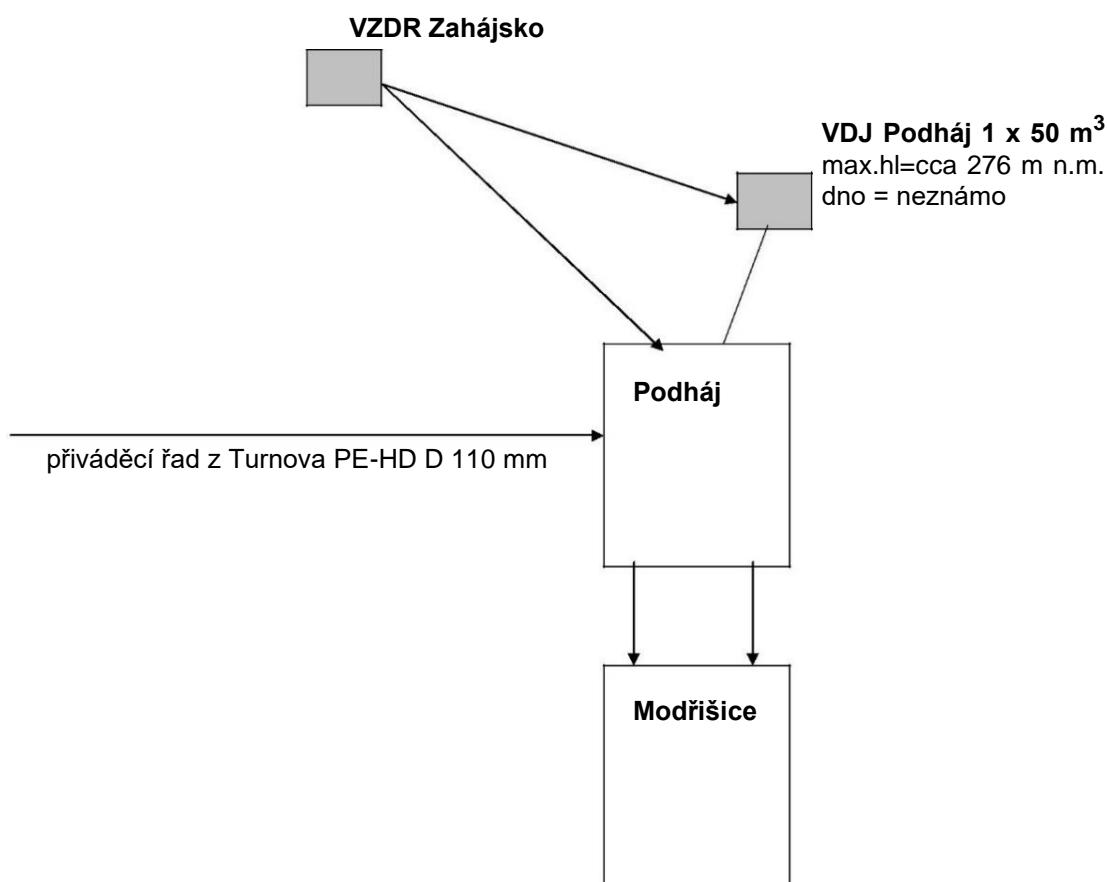 VZDR Zahájsko
VDJ Podháj 1 x 50 m³
max.hl=cca 276 m n.m.
dno = neznámo
Podháj
přiváděcí řad z Turnova PE-HD D 110 mm
Modřišice